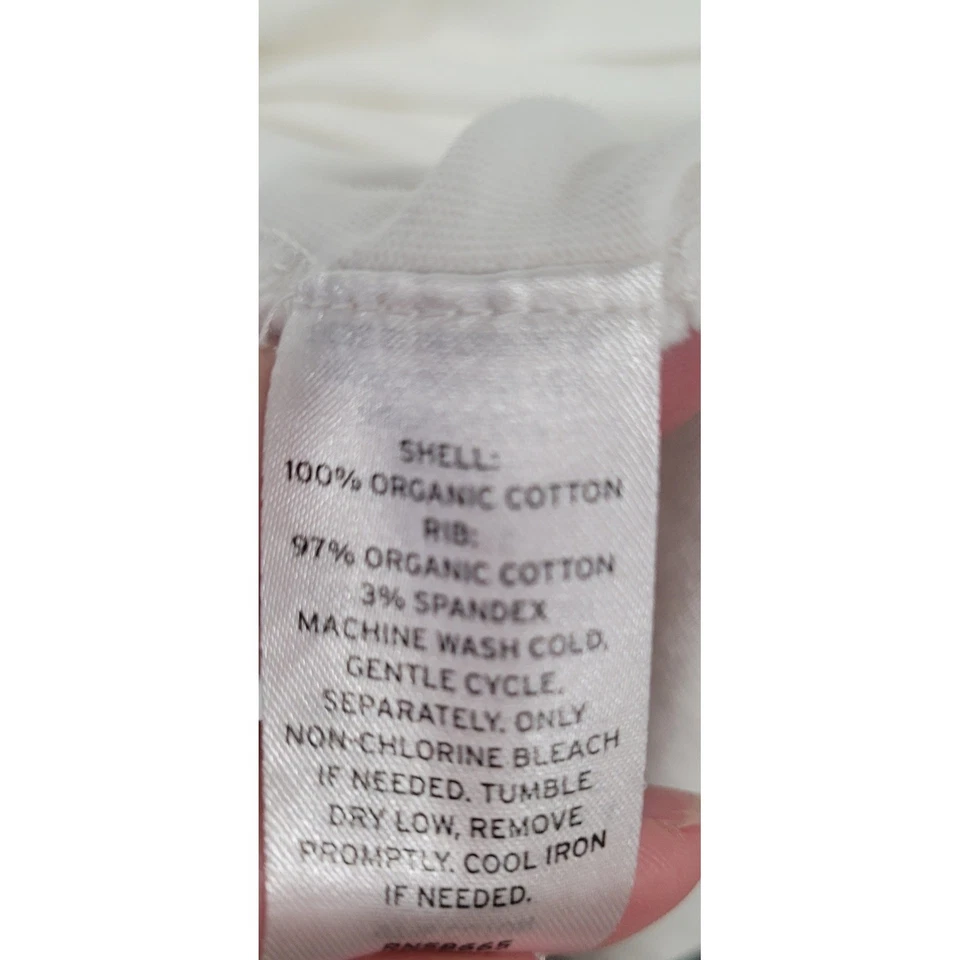 SHELL:
100% ORGANIC COTTON
RIB:
97% ORGANIC COTTON
3% SPANDEX
MACHINE WASH COLD,
GENTLE CYCLE,
SEPARATELY. ONLY
NON-CHLORINE BLEACH
IF NEEDED. TUMBLE
DRY LOW, REMOVE
PROMPTLY. COOL IRON
IF NEEDED.